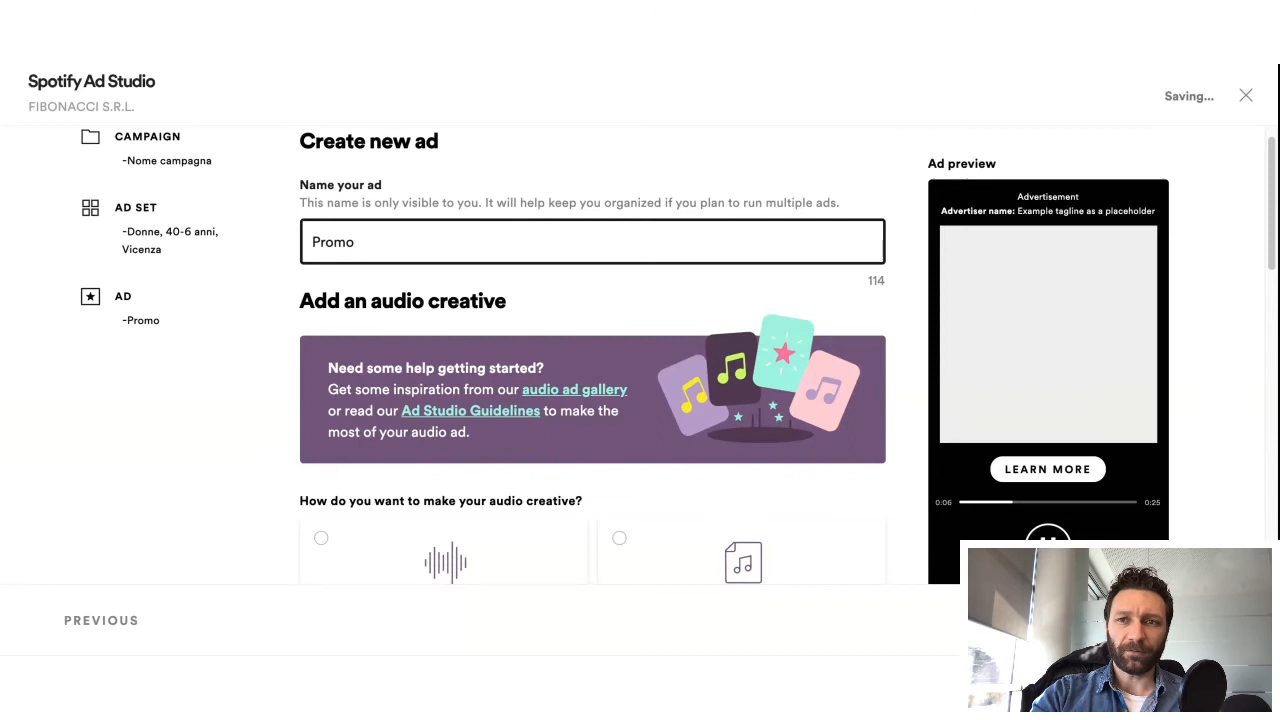 Spotify Ad Studio
FIBONACCI S.R.L.
Saving...
CAMPAIGN
-Nome campagna
AD SET
-Donne, 40-6 anni,
Vicenza
AD
-Promo
Create new ad
Name your ad
This name is only visible to you. It will help keep you organized if you plan to run multiple ads.
Promo
114
Add an audio creative
Need some help getting started?
Get some inspiration from our audio ad gallery
or read our Ad Studio Guidelines to make the
most of your audio ad.
How do you want to make your audio creative?
Ad preview
Advertisement
Advertiser name: Example tagline as a placeholder
LEARN MORE
0:06
0:25
PREVIOUS